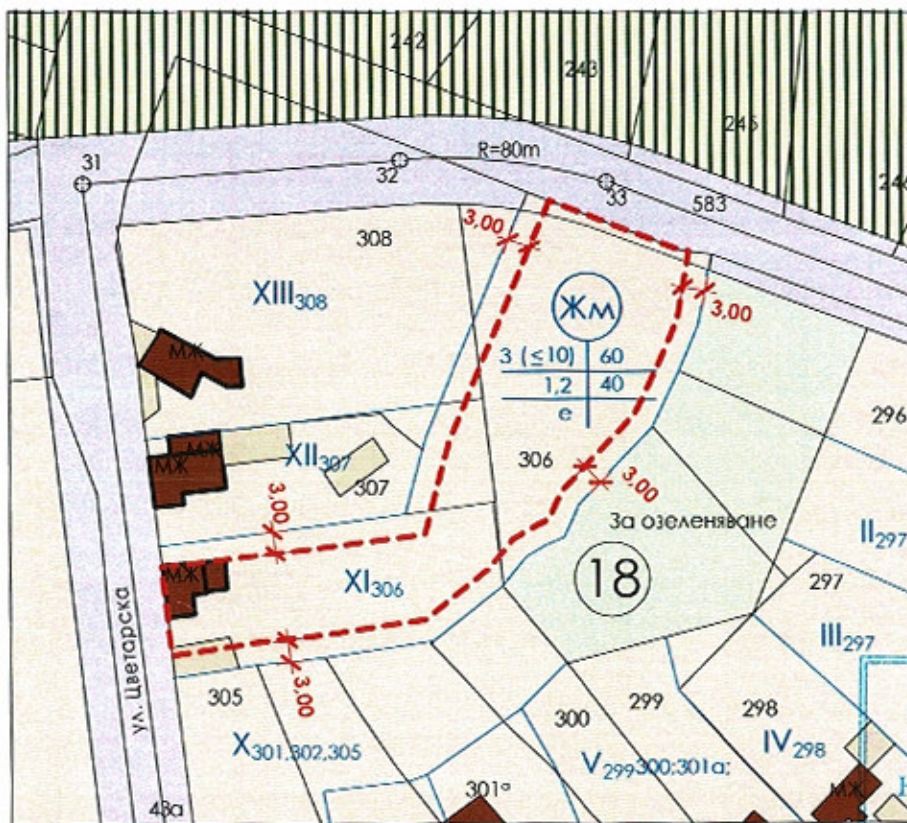 242
243
245
31
32
R=80m
33
583
308
3,00
XIII308
Жм
3,00
3 (≤10) 60
1,2 40
е
МЖ
296
XII307
МЖ
МЖ
307
306
3,00
3,00
За озеленяване
II297
18
МЖ
XI306
297
III297
ул. Цветарска
305
3,00
299
298
300
X301,302,305
V299300;301а;
IV298
301а
МЖ
43а